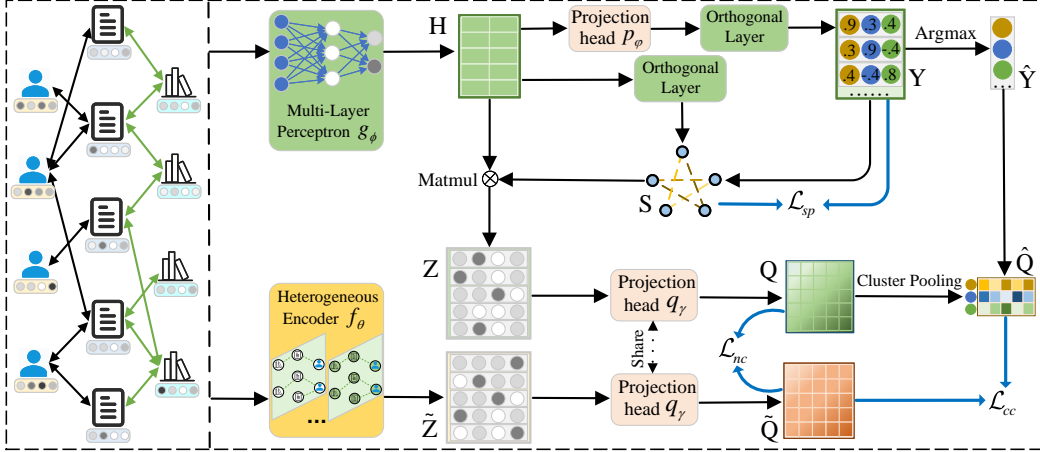 H
Projection
head p_φ
Orthogonal
Layer
.9 .3 .4
.3 .9 -.4
.4 -.4 .8
......
Y
Argmax
...
Ŷ
Multi-Layer
Perceptron g_ϕ
Orthogonal
Layer
Matmul
S
ℒ_sp
Z
Projection
head q_γ
Q
Cluster Pooling
Q̂
Heterogeneous
Encoder f_θ
...
Share
...
ℒ_nc
Z̃
Projection
head q_γ
Q̃
ℒ_cc